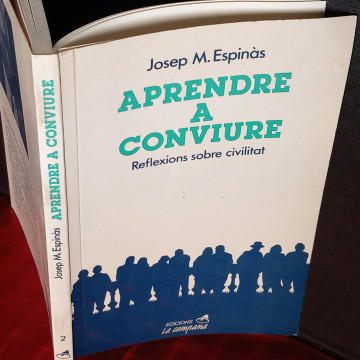 Josep M. Espinàs
APRENDRE
A
CONVIURE
Reflexions sobre civilitat
EDICIONS
La campana
Josep M. Espinàs APRENDRE A CONVIURE
2